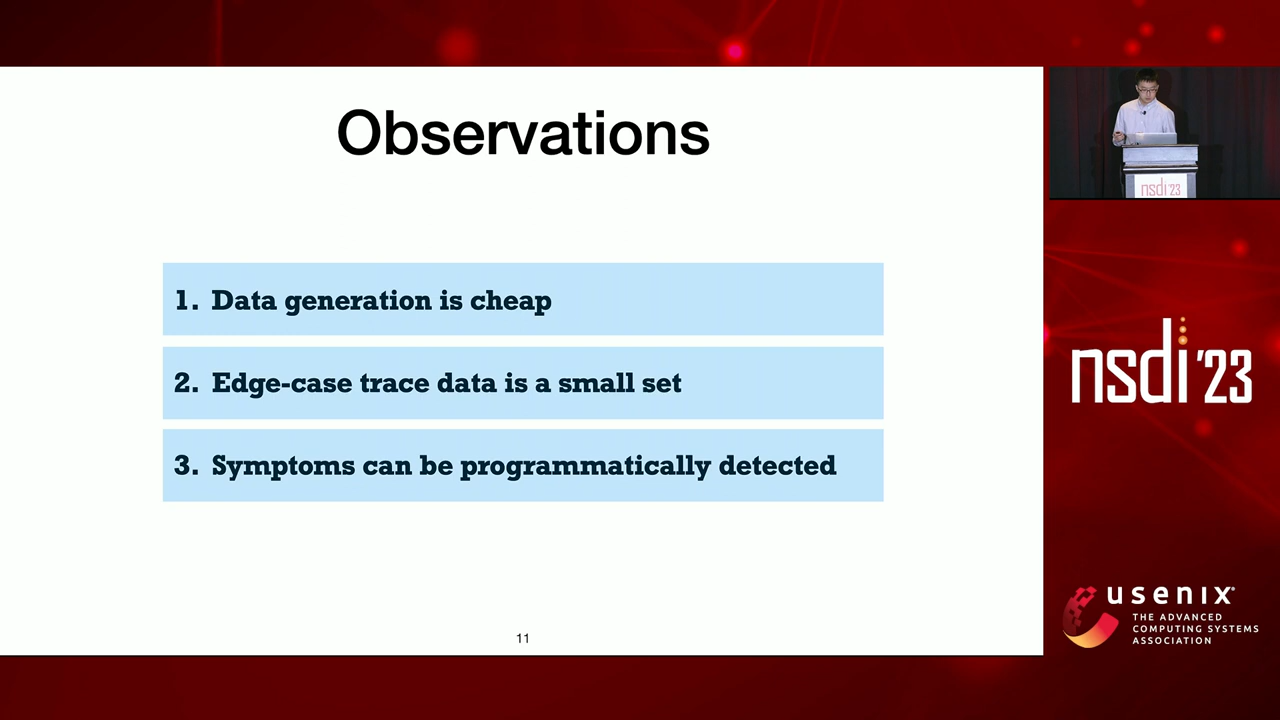 Observations
1. Data generation is cheap
2. Edge-case trace data is a small set
3. Symptoms can be programmatically detected
11
nsdi '23
nsdi '23
usenix®
THE ADVANCED
COMPUTING SYSTEMS
ASSOCIATION